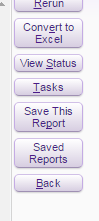 Rerun
Convert to
Excel
View Status
Tasks
Save This
Report
Saved
Reports
Back